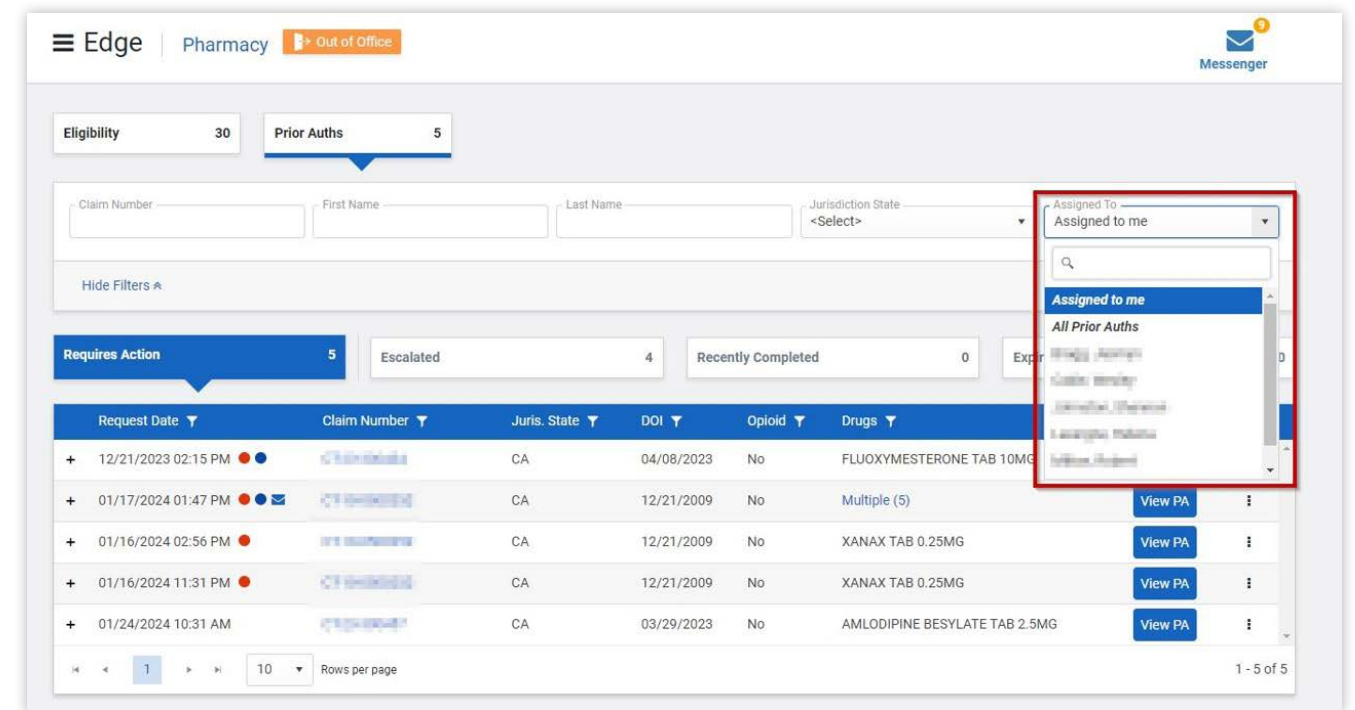 Edge Pharmacy Out of Office 9
Messenger
Eligibility 30 Prior Auths 5
Claim Number First Name Last Name Jurisdiction State Assigned To
<Select> Assigned to me
Hide Filters
Assigned to me
All Prior Auths
Requires Action 5 Escalated 4 Recently Completed 0 0
Request Date Claim Number Juris. State DOI Opioid Drugs
+ 12/21/2023 02:15 PM CA 04/08/2023 No FLUOXYMESTERONE TAB 10MG
+ 01/17/2024 01:47 PM CA 12/21/2009 No Multiple (5) View PA
+ 01/16/2024 02:56 PM CA 12/21/2009 No XANAX TAB 0.25MG View PA
+ 01/16/2024 11:31 PM CA 12/21/2009 No XANAX TAB 0.25MG View PA
+ 01/24/2024 10:31 AM CA 03/29/2023 No AMLODIPINE BESYLATE TAB 2.5MG View PA
1 10 Rows per page 1 - 5 of 5